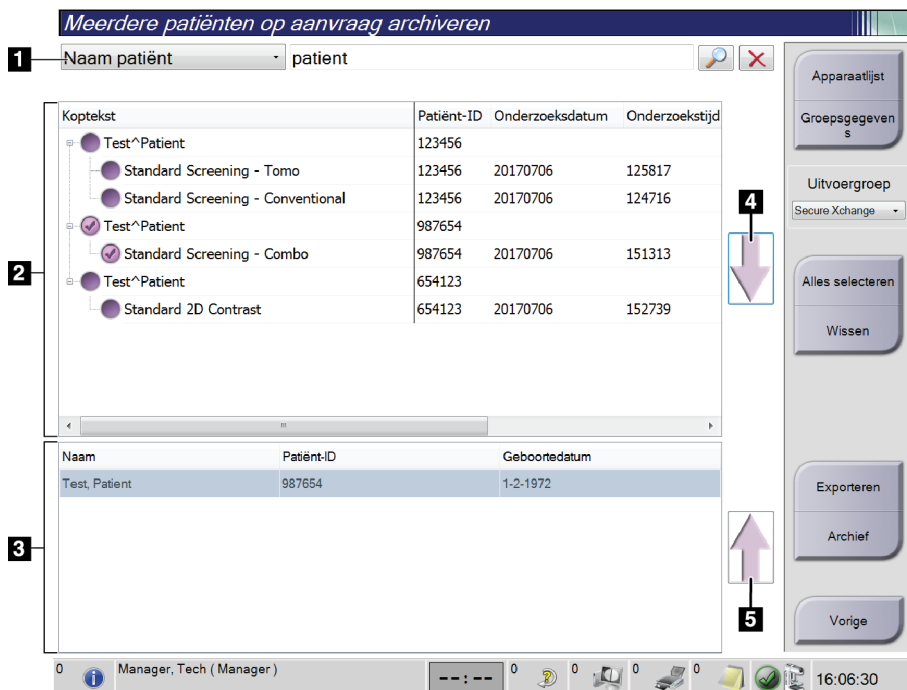 Meerdere patiënten op aanvraag archiveren
1 Naam patiënt patient
Apparaatlijst
Groepsgegeven
s
Uitvoergroep
Secure Xchange
Alles selecteren
Wissen
Exporteren
Archief
Vorige
2
Koptekst Patiënt-ID Onderzoeksdatum Onderzoekstijd
Test^Patient 123456
Standard Screening - Tomo 123456 20170706 125817
Standard Screening - Conventional 123456 20170706 124716
Test^Patient 987654
Standard Screening - Combo 987654 20170706 151313
Test^Patient 654123
Standard 2D Contrast 654123 20170706 152739
4
3
Naam Patiënt-ID Geboortedatum
Test, Patient 987654 1-2-1972
5
0 Manager, Tech ( Manager ) --:-- 0 0 0 0 16:06:30